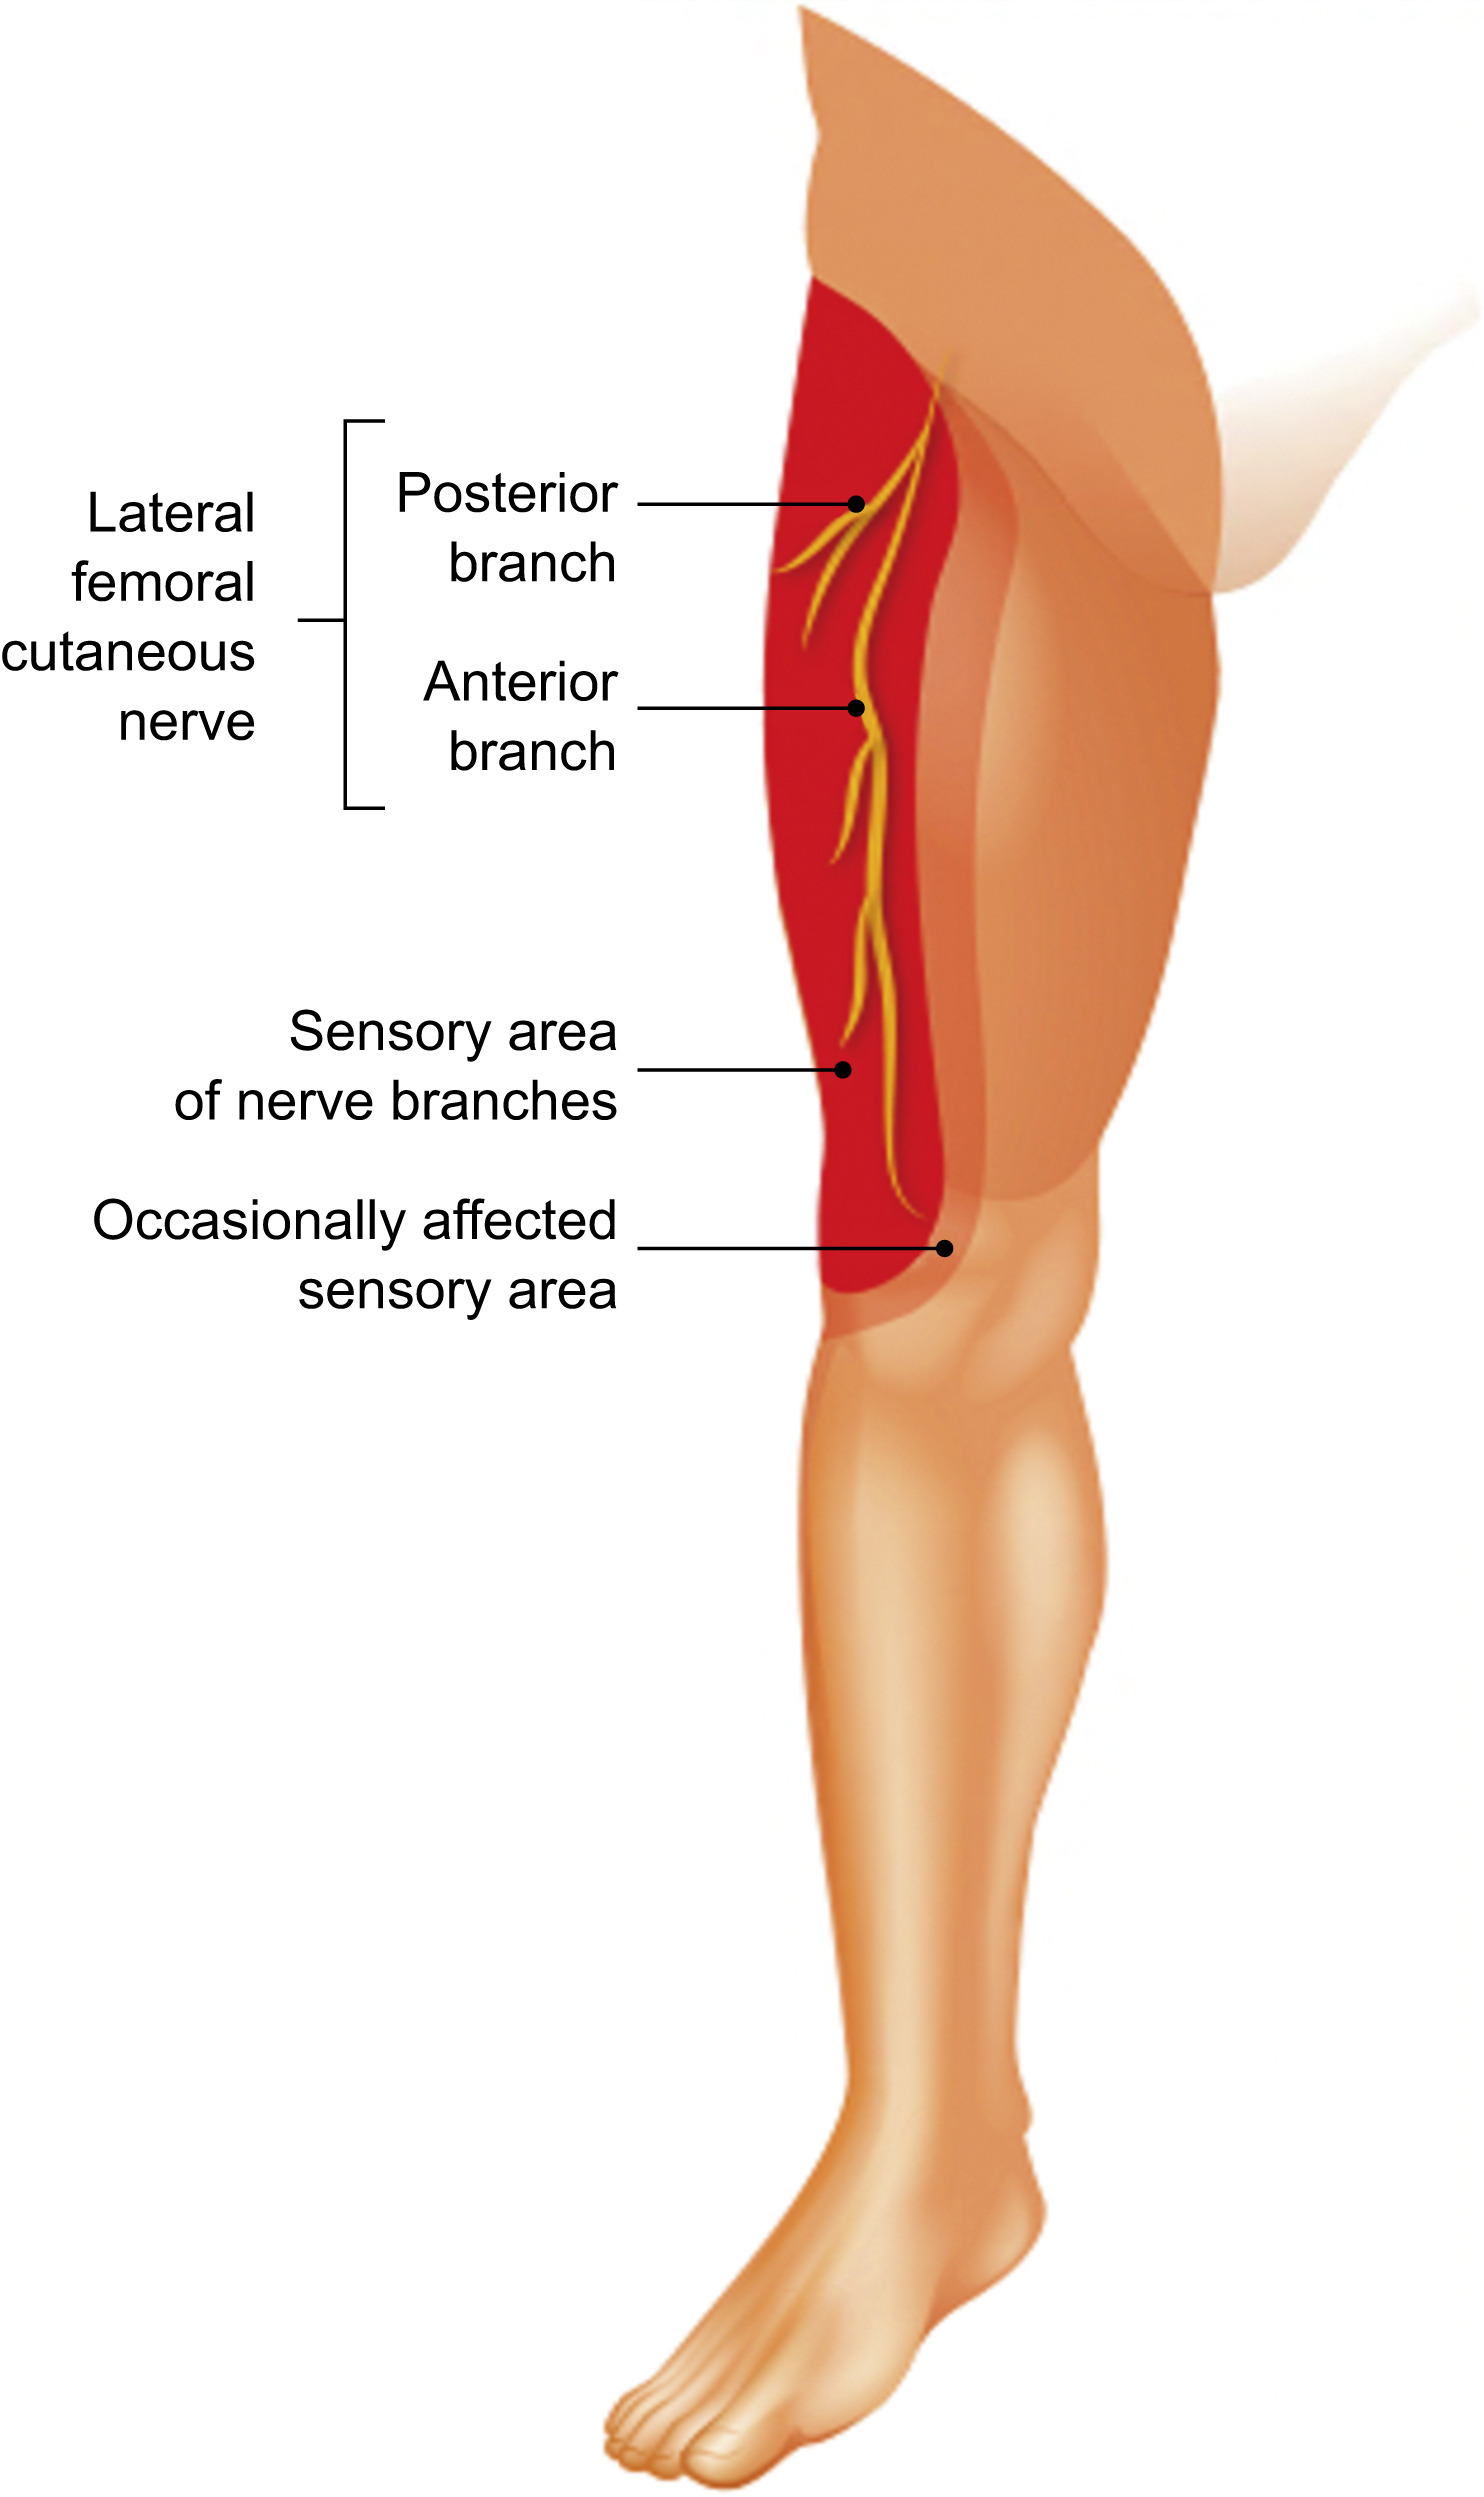 Lateral
femoral
cutaneous
nerve
Posterior
branch
Anterior
branch
Sensory area
of nerve branches
Occasionally affected
sensory area